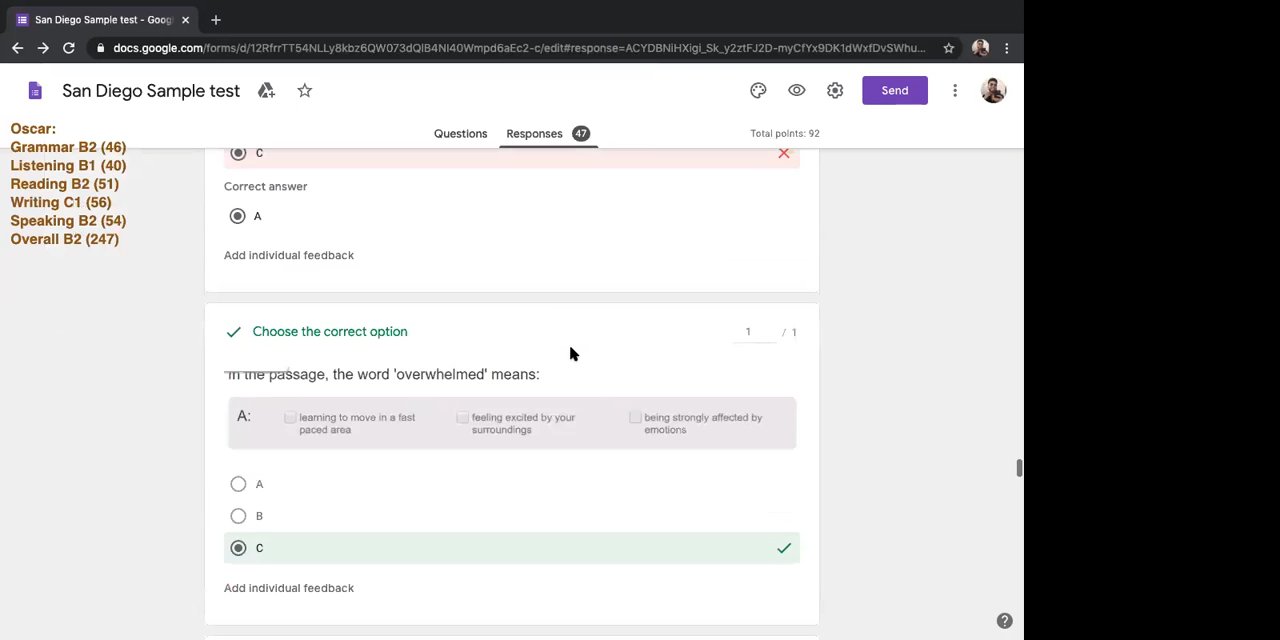 San Diego Sample test - Goog
docs.google.com/forms/d/12RfrrTT54NLLy8kbz6QW073dQlB4Nl40Wmpd6aEc2-c/edit#response=ACYDBNiHXigi_Sk_y2ztFJ2D-myCfYx9DK1dWxfDvSWhu...
San Diego Sample test
Send
Questions
Responses 47
Total points: 92
Oscar:
Grammar B2 (46)
Listening B1 (40)
Reading B2 (51)
Writing C1 (56)
Speaking B2 (54)
Overall B2 (247)
C
Correct answer
A
Add individual feedback
Choose the correct option
1 / 1
In the passage, the word 'overwhelmed' means:
A:
learning to move in a fast
paced area
feeling excited by your
surroundings
being strongly affected by
emotions
A
B
C
Add individual feedback